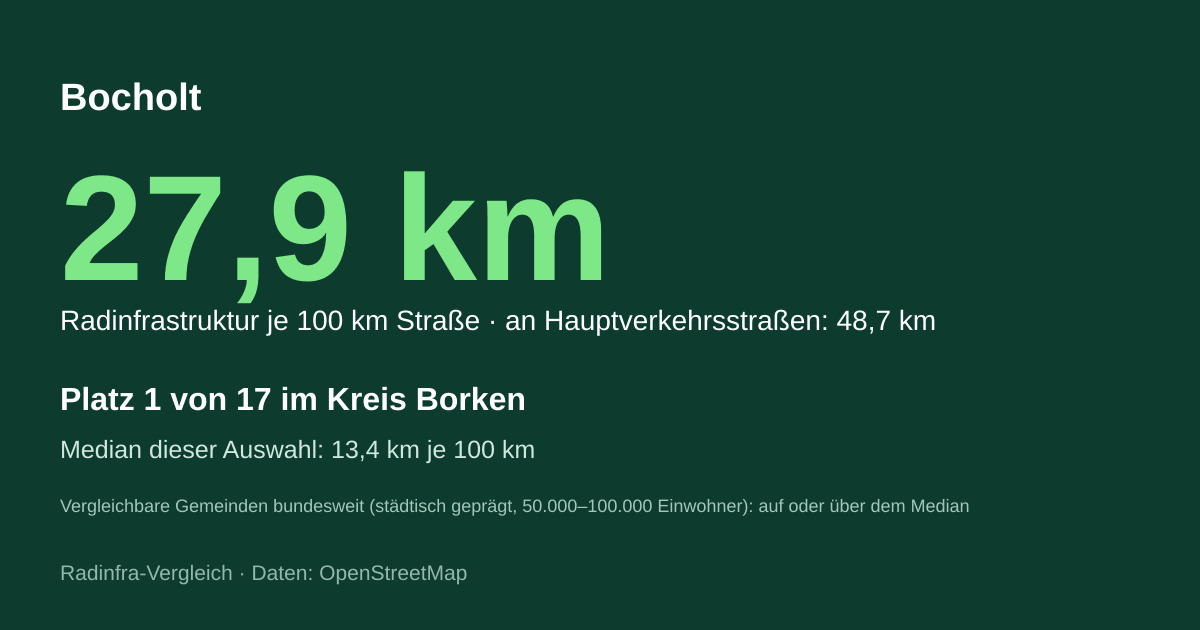 Bocholt
27,9 km
Radinfrastruktur je 100 km Straße · an Hauptverkehrsstraßen: 48,7 km
Platz 1 von 17 im Kreis Borken
Median dieser Auswahl: 13,4 km je 100 km
Vergleichbare Gemeinden bundesweit (städtisch geprägt, 50.000–100.000 Einwohner): auf oder über dem Median
Radinfra-Vergleich · Daten: OpenStreetMap